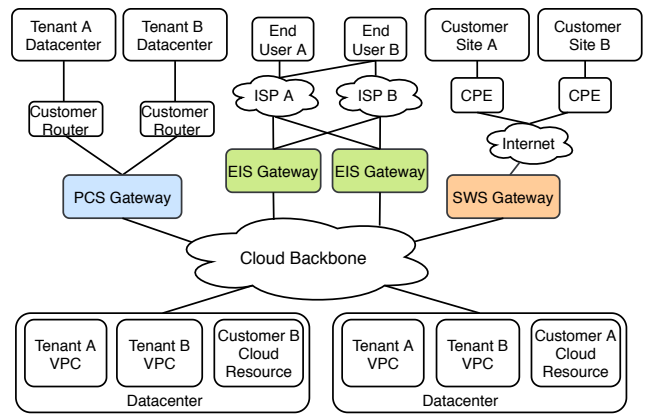 Tenant A
Datacenter
Tenant B
Datacenter
End
User A
End
User B
Customer
Site A
Customer
Site B
ISP A
ISP B
CPE
CPE
Customer
Router
Customer
Router
Internet
EIS Gateway
EIS Gateway
PCS Gateway
SWS Gateway
Cloud Backbone
Tenant A
VPC
Tenant B
VPC
Customer B
Cloud
Resource
Datacenter
Tenant A
VPC
Tenant B
VPC
Customer A
Cloud
Resource
Datacenter